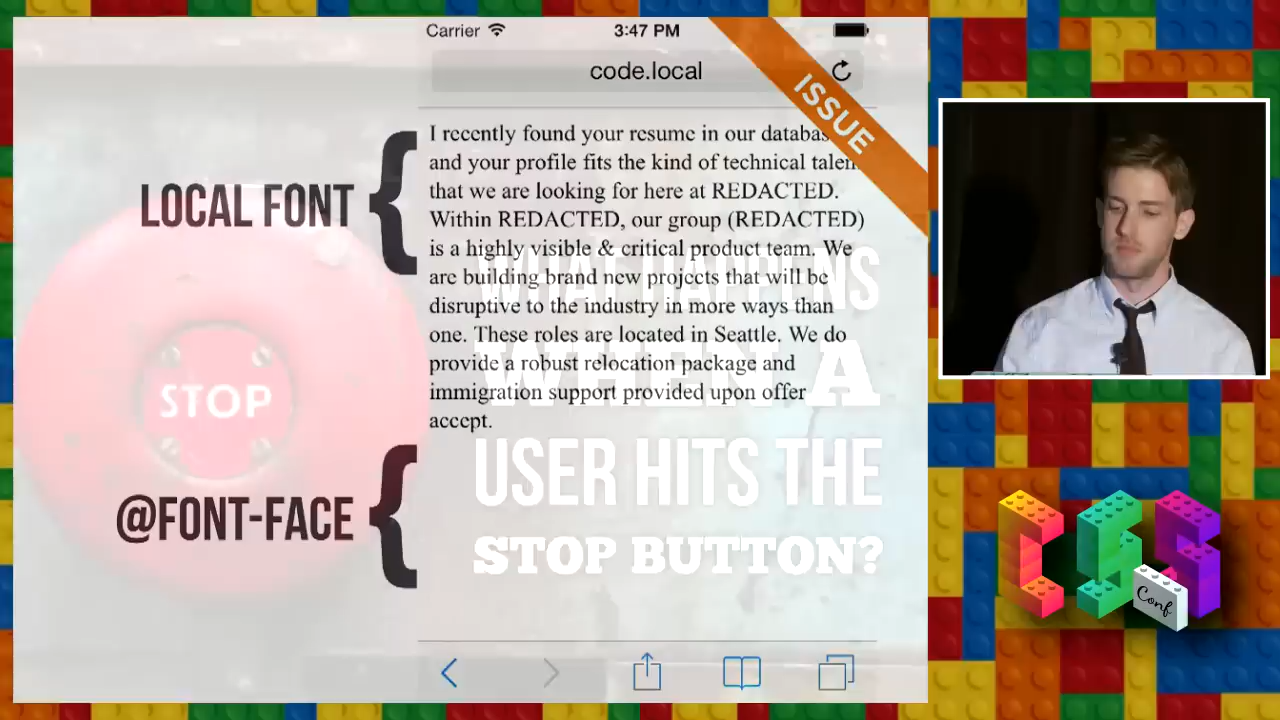 Carrier
3:47 PM
code.local
ISSUE
LOCAL FONT
I recently found your resume in our databas
and your profile fits the kind of technical talen
that we are looking for here at REDACTED.
Within REDACTED, our group (REDACTED)
is a highly visible & critical product team. We
are building brand new projects that will be
disruptive to the industry in more ways than
one. These roles are located in Seattle. We do
provide a robust relocation package and
immigration support provided upon offer
accept.
@FONT-FACE
STOP
WHAT HAPPENS
WHEN A
USER HITS THE
STOP BUTTON?
CSS
Conf